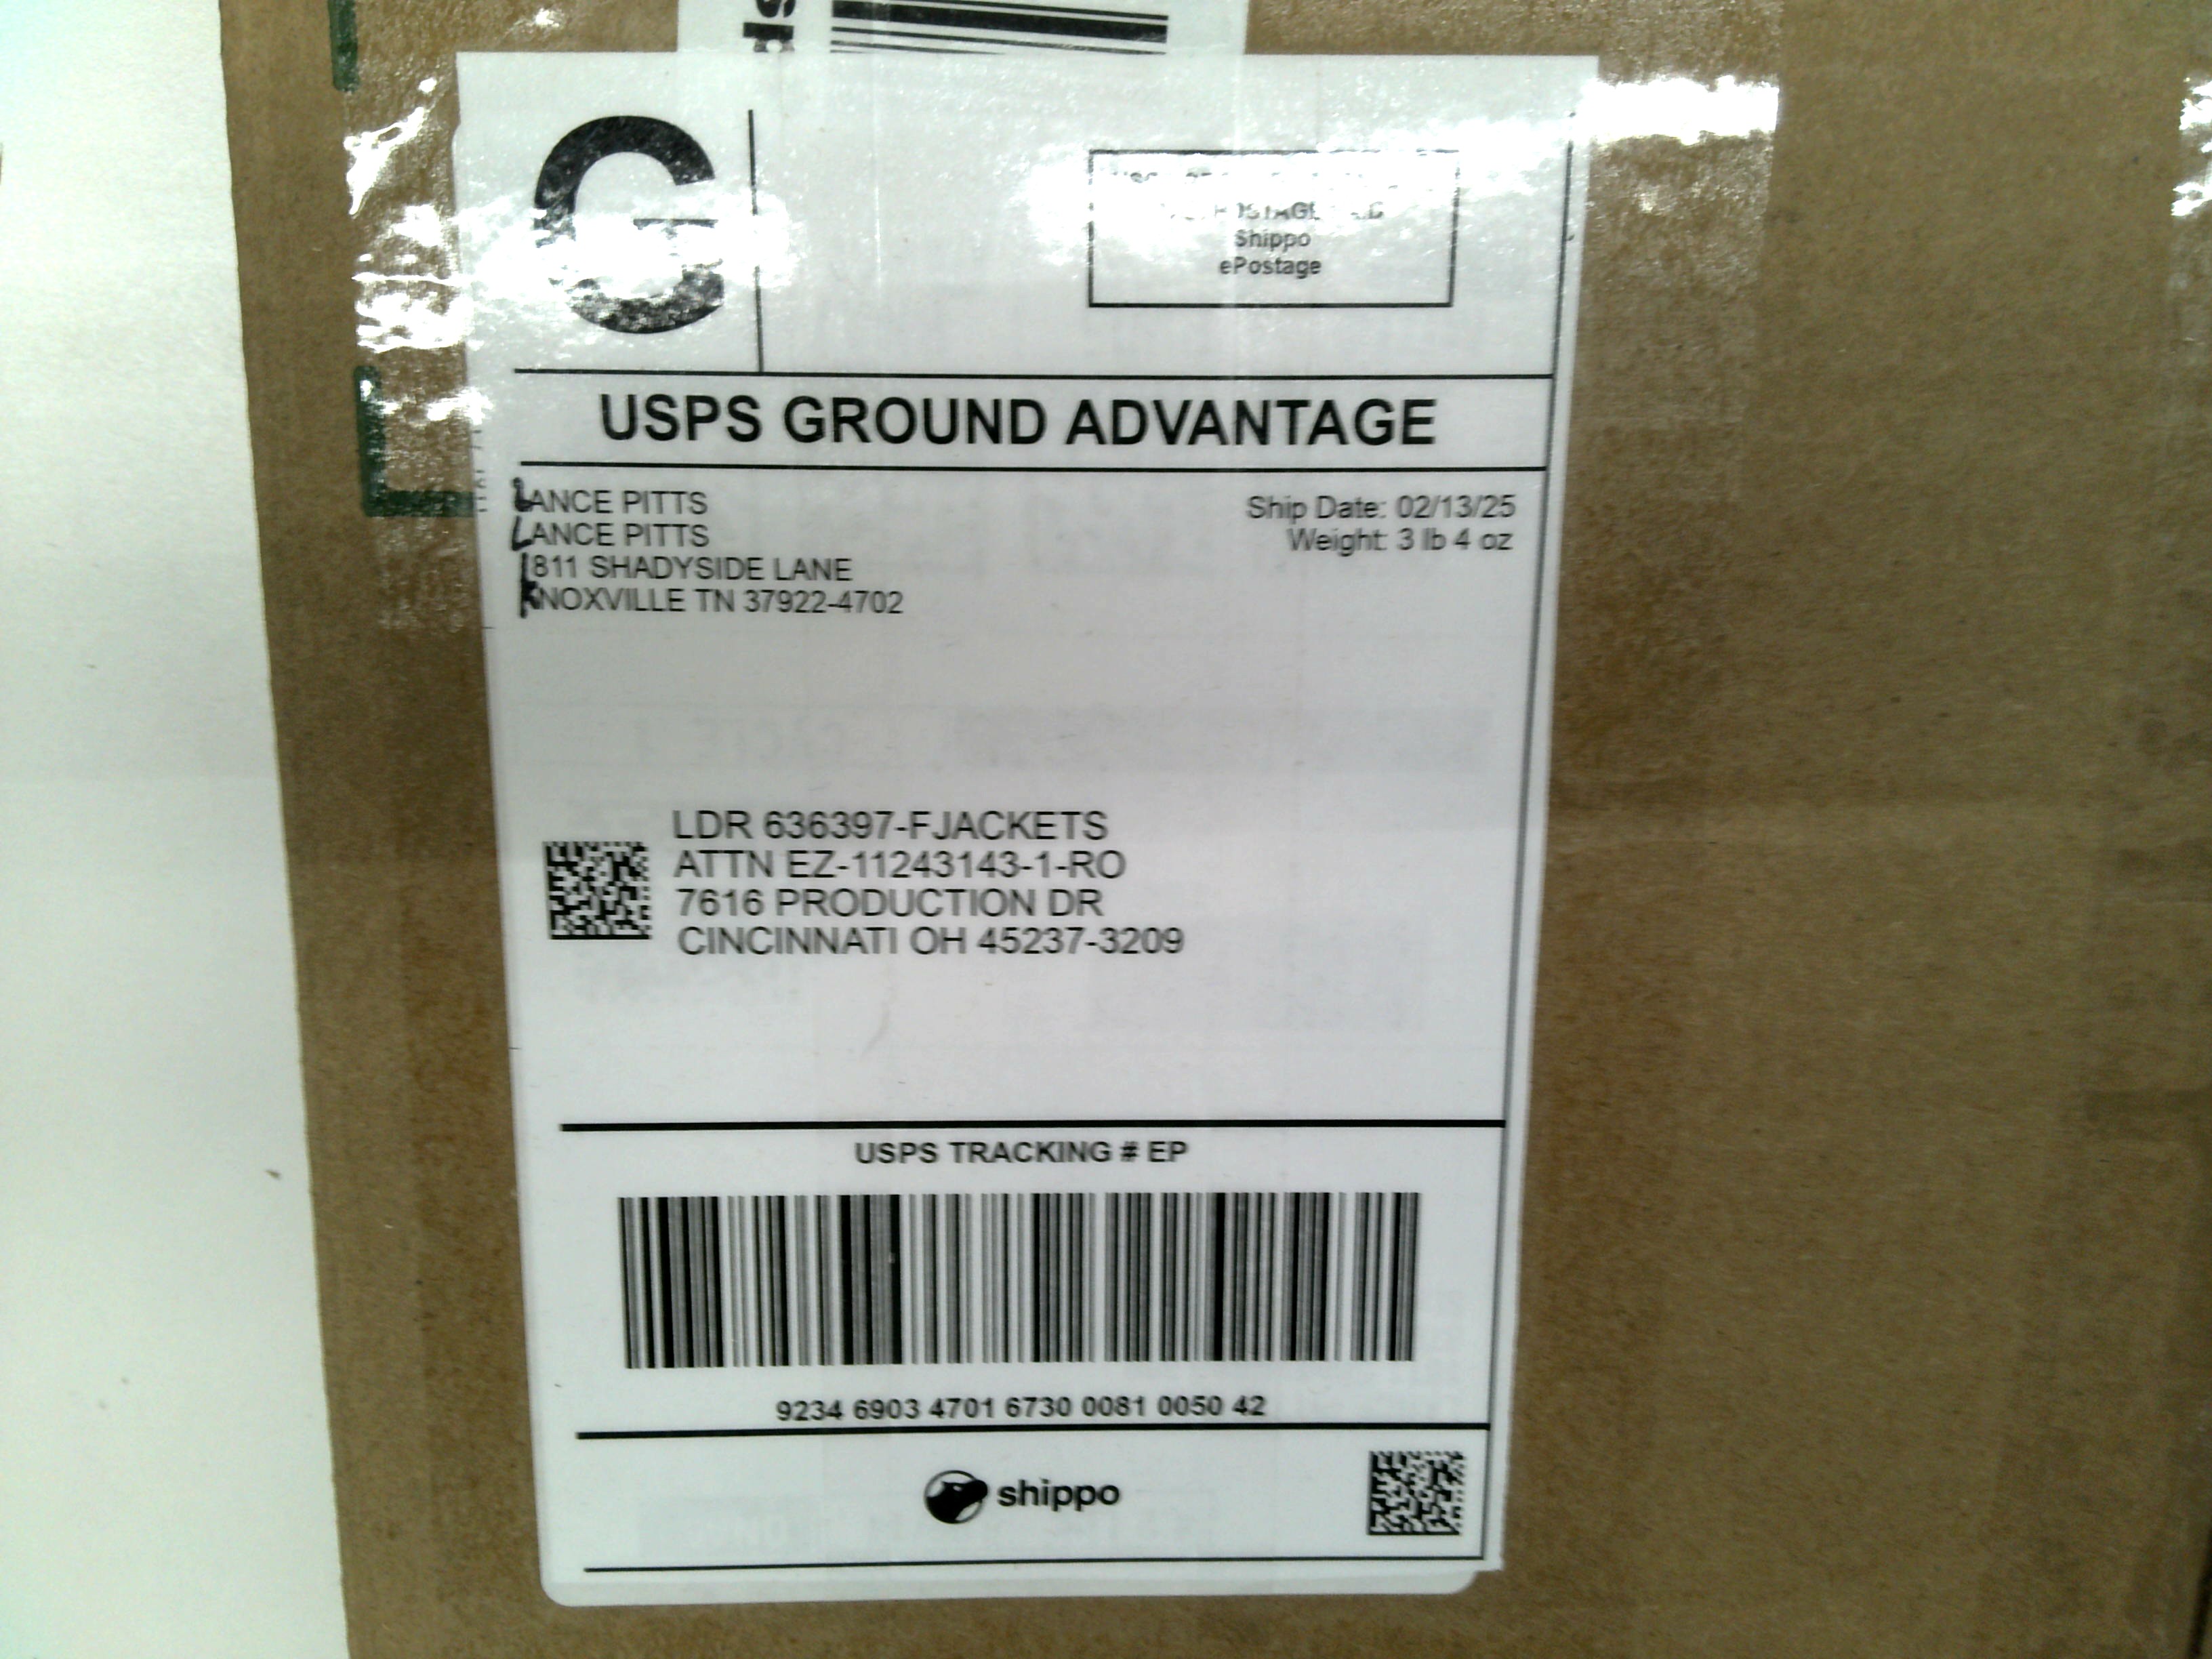 G
Shippo
ePostage
USPS GROUND ADVANTAGE
LANCE PITTS
LANCE PITTS
1811 SHADYSIDE LANE
KNOXVILLE TN 37922-4702
Ship Date: 02/13/25
Weight: 3 lb 4 oz
LDR 636397-FJACKETS
ATTN EZ-11243143-1-RO
7616 PRODUCTION DR
CINCINNATI OH 45237-3209
USPS TRACKING # EP
9234 6903 4701 6730 0081 0050 42
shippo